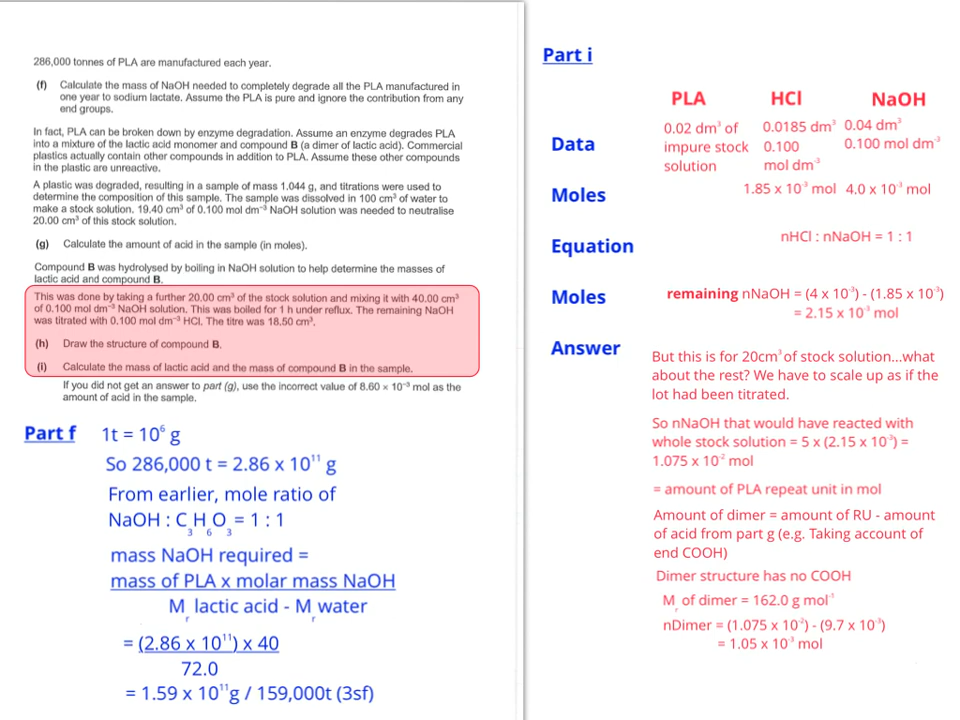 286,000 tonnes of PLA are manufactured each year.
(f) Calculate the mass of NaOH needed to completely degrade all the PLA manufactured in
one year to sodium lactate. Assume the PLA is pure and ignore the contribution from any
end groups.
In fact, PLA can be broken down by enzyme degradation. Assume an enzyme degrades PLA
into a mixture of the lactic acid monomer and compound B (a dimer of lactic acid). Commercial
plastics actually contain other compounds in addition to PLA. Assume these other compounds
in the plastic are unreactive.
A plastic was degraded, resulting in a sample of mass 1.044 g, and titrations were used to
determine the composition of this sample. The sample was dissolved in 100 cm³ of water to
make a stock solution. 19.40 cm³ of 0.100 mol dm⁻³ NaOH solution was needed to neutralise
20.00 cm³ of this stock solution.
(g) Calculate the amount of acid in the sample (in moles).
Compound B was hydrolysed by boiling in NaOH solution to help determine the masses of
lactic acid and compound B.
This was done by taking a further 20.00 cm³ of the stock solution and mixing it with 40.00 cm³
of 0.100 mol dm⁻³ NaOH solution. This was boiled for 1 h under reflux. The remaining NaOH
was titrated with 0.100 mol dm⁻³ HCl. The titre was 18.50 cm³.
(h) Draw the structure of compound B.
(i) Calculate the mass of lactic acid and the mass of compound B in the sample.
If you did not get an answer to part (g), use the incorrect value of 8.60 × 10⁻³ mol as the
amount of acid in the sample.
Part f 1t = 10⁶ g
So 286,000 t = 2.86 x 10¹¹ g
From earlier, mole ratio of
NaOH : C₃H₆O₃ = 1 : 1
mass NaOH required =
mass of PLA x molar mass NaOH
Mᵣ lactic acid - Mᵣ water
= (2.86 x 10¹¹) x 40
72.0
= 1.59 x 10¹¹g / 159,000t (3sf)
Part i
PLA HCl NaOH
Data
0.02 dm³ of
impure stock
solution
0.0185 dm³
0.100
mol dm⁻³
0.04 dm³
0.100 mol dm⁻³
Moles 1.85 x 10⁻³ mol 4.0 x 10⁻³ mol
Equation nHCl : nNaOH = 1 : 1
Moles remaining nNaOH = (4 x 10⁻³) - (1.85 x 10⁻³)
= 2.15 x 10⁻³ mol
Answer
But this is for 20cm³ of stock solution...what
about the rest? We have to scale up as if the
lot had been titrated.
So nNaOH that would have reacted with
whole stock solution = 5 x (2.15 x 10⁻³) =
1.075 x 10⁻² mol
= amount of PLA repeat unit in mol
Amount of dimer = amount of RU - amount
of acid from part g (e.g. Taking account of
end COOH)
Dimer structure has no COOH
Mᵣ of dimer = 162.0 g mol⁻¹
nDimer = (1.075 x 10⁻²) - (9.7 x 10⁻³)
= 1.05 x 10⁻³ mol